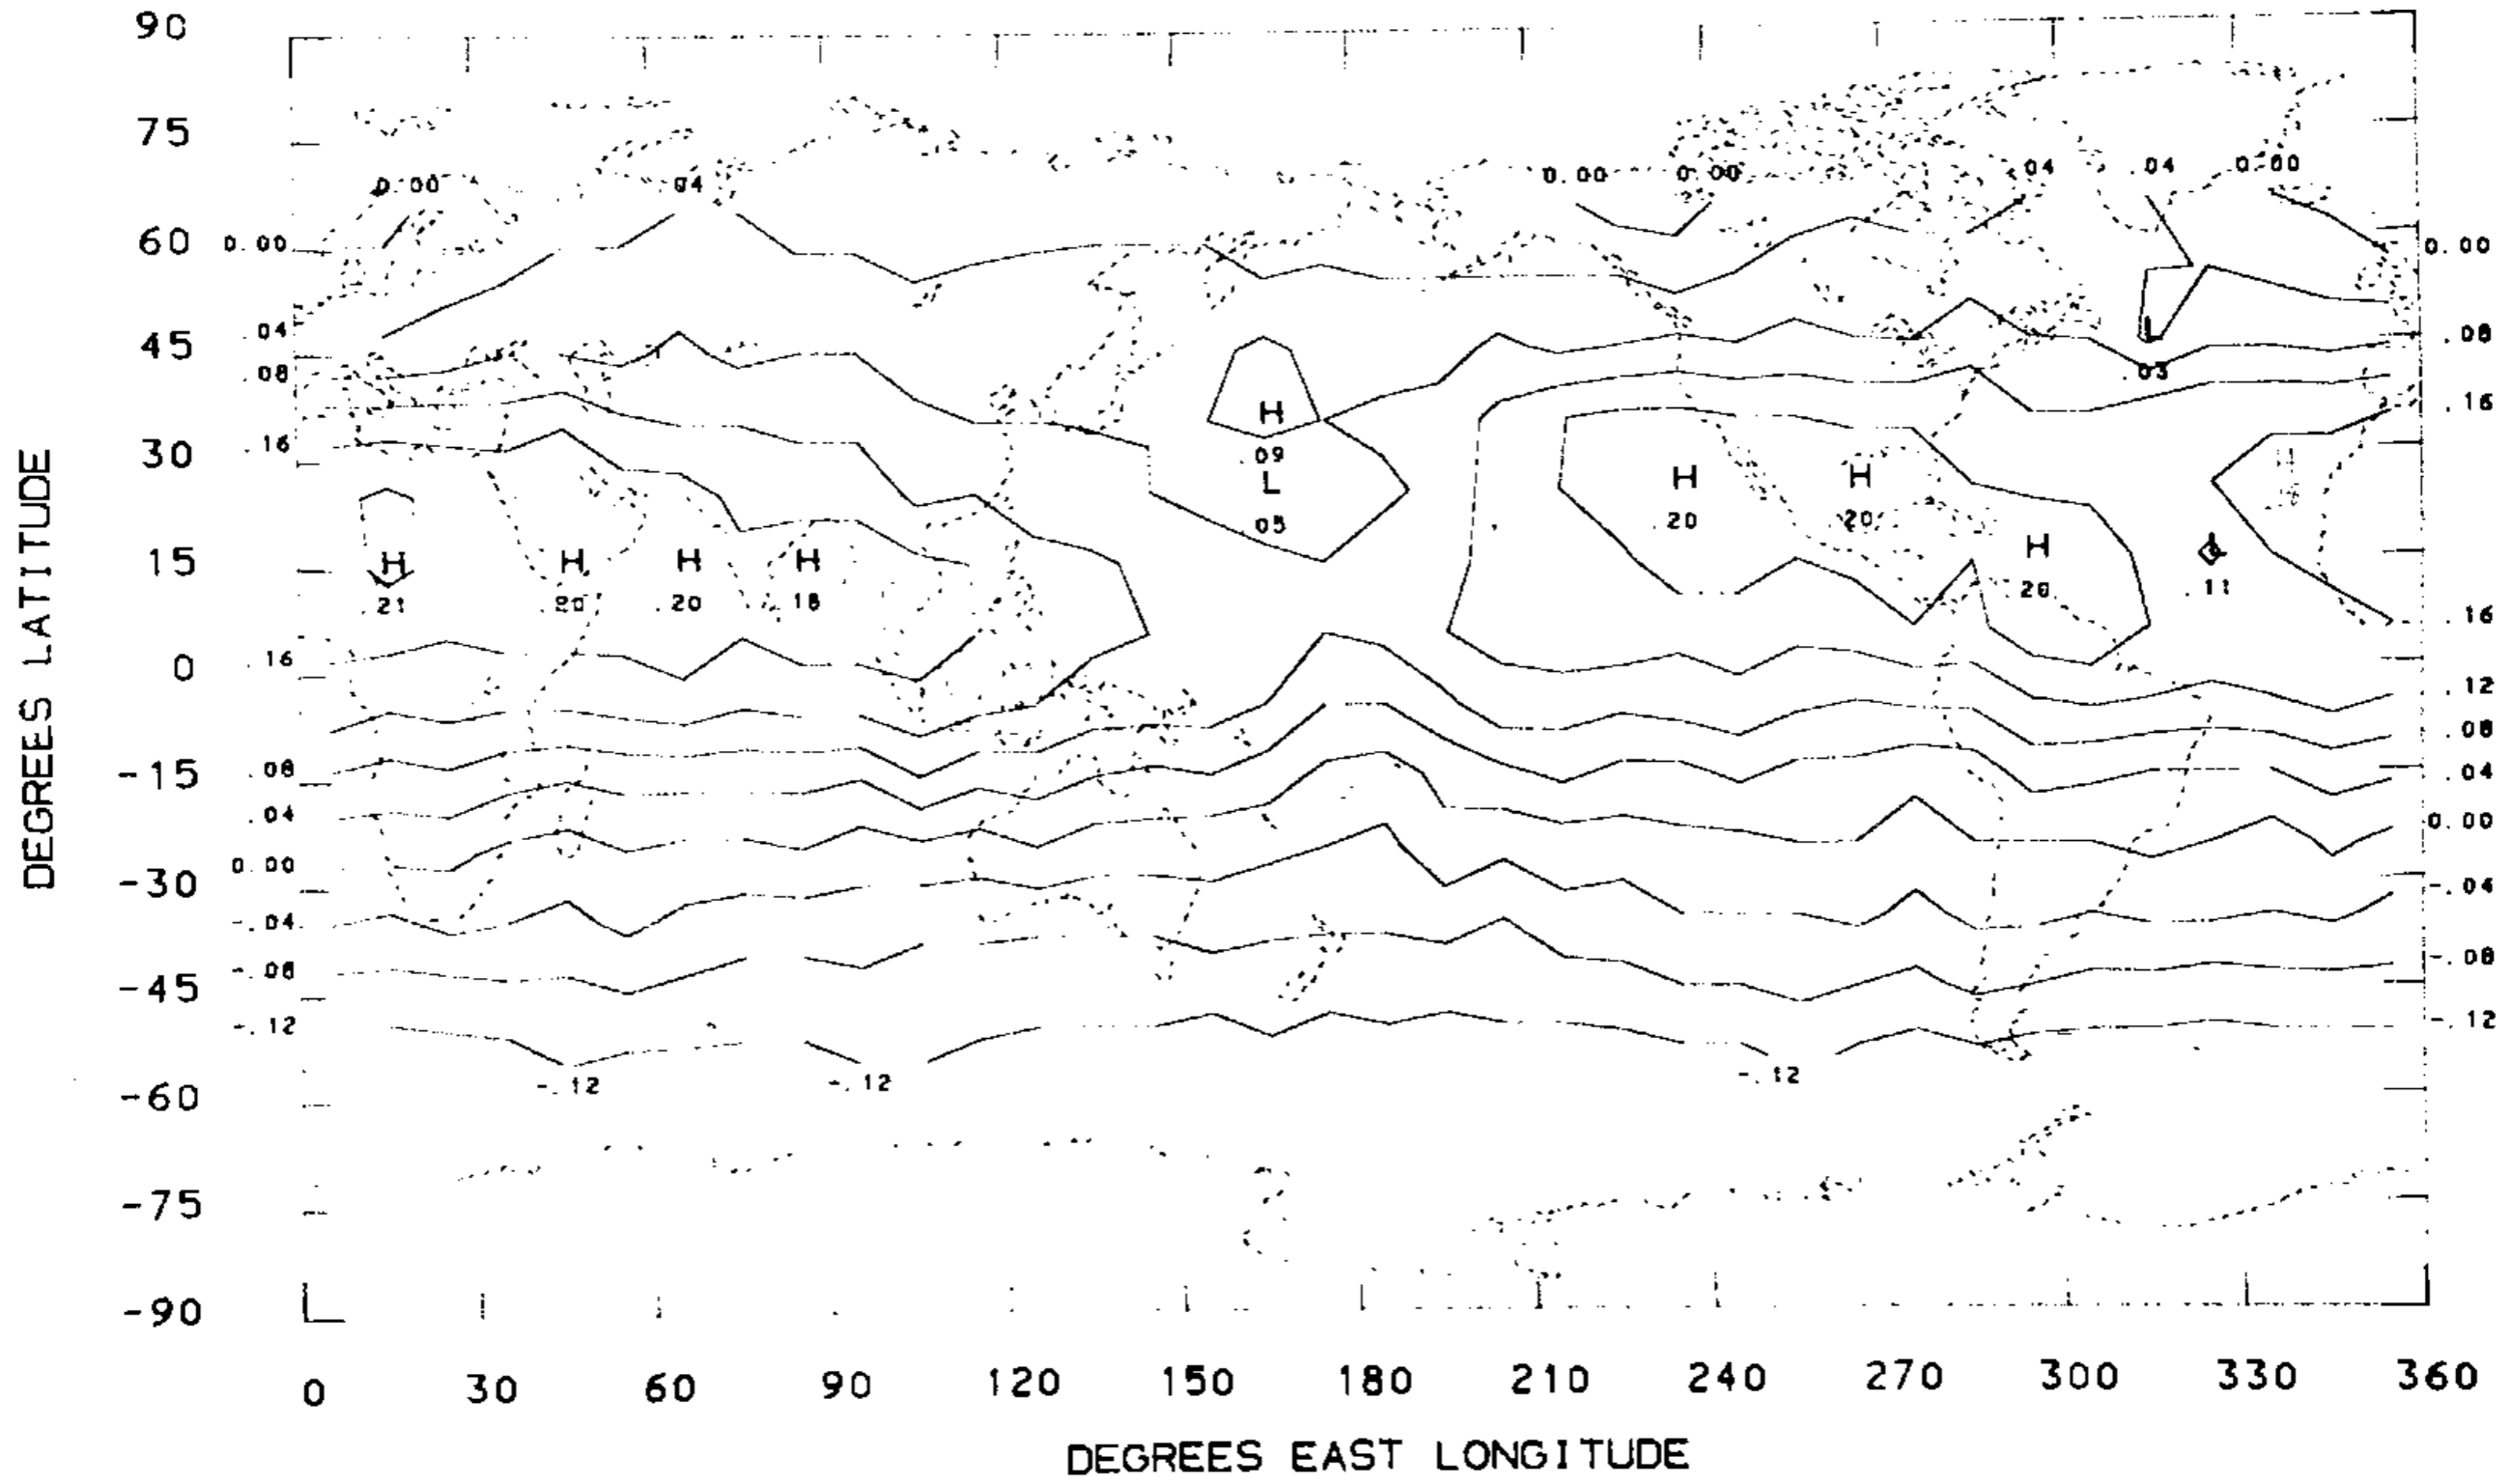 90
75
0.00 .04 0.00 0.00 .04 .04 0.00
60 0.00 0.00
45 .04 .08
.08 .03
H .16
30 .16 09
L H H
05 .20 20
15 H H H H H
.21 .20 .20 .18 20 .11
.16
0 .16
.12
.08
-15 .08 .04
.04
0.00
0.00
-30 -.04
-.04
-.08
-.08
-45
-.12 -.12
-.12 -.12 -.12
-60
-75
-90
0 30 60 90 120 150 180 210 240 270 300 330 360
DEGREES EAST LONGITUDE
DEGREES LATITUDE